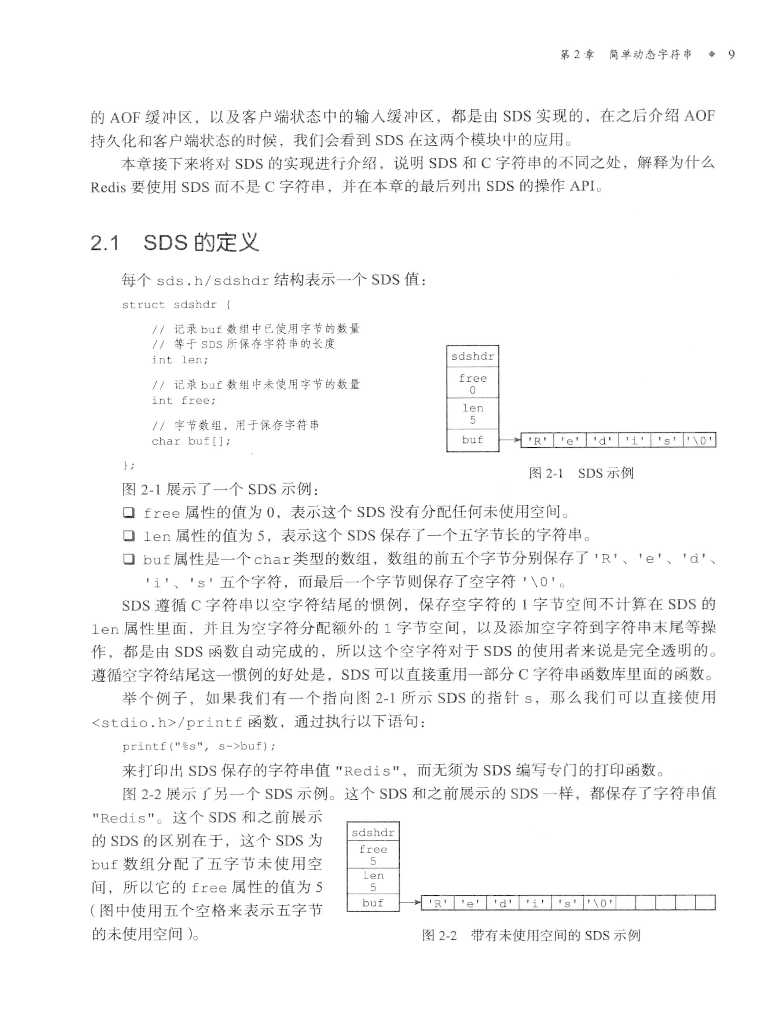 第2章 简单动态字符串 ◆ 9
的 AOF 缓冲区，以及客户端状态中的输入缓冲区，都是由 SDS 实现的，在之后介绍 AOF
持久化和客户端状态的时候，我们会看到 SDS 在这两个模块中的应用。
本章接下来将对 SDS 的实现进行介绍，说明 SDS 和 C 字符串的不同之处，解释为什么
Redis 要使用 SDS 而不是 C 字符串，并在本章的最后列出 SDS 的操作 API。
2.1 SDS 的定义
每个 sds.h/sdshdr 结构表示一个 SDS 值：
struct sdshdr {
// 记录 buf 数组中已使用字节的数量
// 等于 SDS 所保存字符串的长度
int len;
// 记录 buf 数组中未使用字节的数量
int free;
// 字节数组，用于保存字符串
char buf[];
};
sdshdr
free
0
len
5
buf
'R' 'e' 'd' 'i' 's' '\0'
图 2-1 SDS 示例
图 2-1 展示了一个 SDS 示例：
❑ free 属性的值为 0，表示这个 SDS 没有分配任何未使用空间。
❑ len 属性的值为 5，表示这个 SDS 保存了一个五字节长的字符串。
❑ buf 属性是一个 char 类型的数组，数组的前五个字节分别保存了 'R'、'e'、'd'、
'i'、's' 五个字符，而最后一个字节则保存了空字符 '\0'。
SDS 遵循 C 字符串以空字符结尾的惯例，保存空字符的 1 字节空间不计算在 SDS 的
len 属性里面，并且为空字符分配额外的 1 字节空间，以及添加空字符到字符串末尾等操
作，都是由 SDS 函数自动完成的，所以这个空字符对于 SDS 的使用者来说是完全透明的。
遵循空字符结尾这一惯例的好处是，SDS 可以直接重用一部分 C 字符串函数库里面的函数。
举个例子，如果我们有一个指向图 2-1 所示 SDS 的指针 s，那么我们可以直接使用
<stdio.h>/printf 函数，通过执行以下语句：
printf("%s", s->buf);
来打印出 SDS 保存的字符串值 "Redis"，而无须为 SDS 编写专门的打印函数。
图 2-2 展示了另一个 SDS 示例。这个 SDS 和之前展示的 SDS 一样，都保存了字符串值
"Redis"。这个 SDS 和之前展示
的 SDS 的区别在于，这个 SDS 为
buf 数组分配了五字节未使用空
间，所以它的 free 属性的值为 5
（图中使用五个空格来表示五字节
的未使用空间）。
sdshdr
free
5
len
5
buf
'R' 'e' 'd' 'i' 's' '\0'
图 2-2 带有未使用空间的 SDS 示例